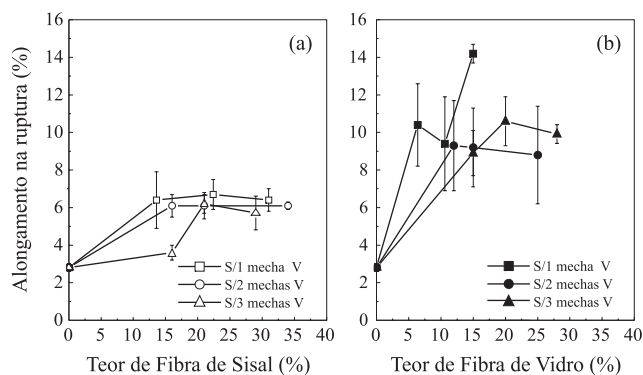 Alongamento na ruptura (%)
16
14
12
10
8
6
4
2
0
(a)
S/1 mecha V
S/2 mechas V
S/3 mechas V
0 5 10 15 20 25 30 35 40
Teor de Fibra de Sisal (%)
16
14
12
10
8
6
4
2
0
(b)
S/1 mecha V
S/2 mechas V
S/3 mechas V
0 5 10 15 20 25 30 35 40
Teor de Fibra de Vidro (%)